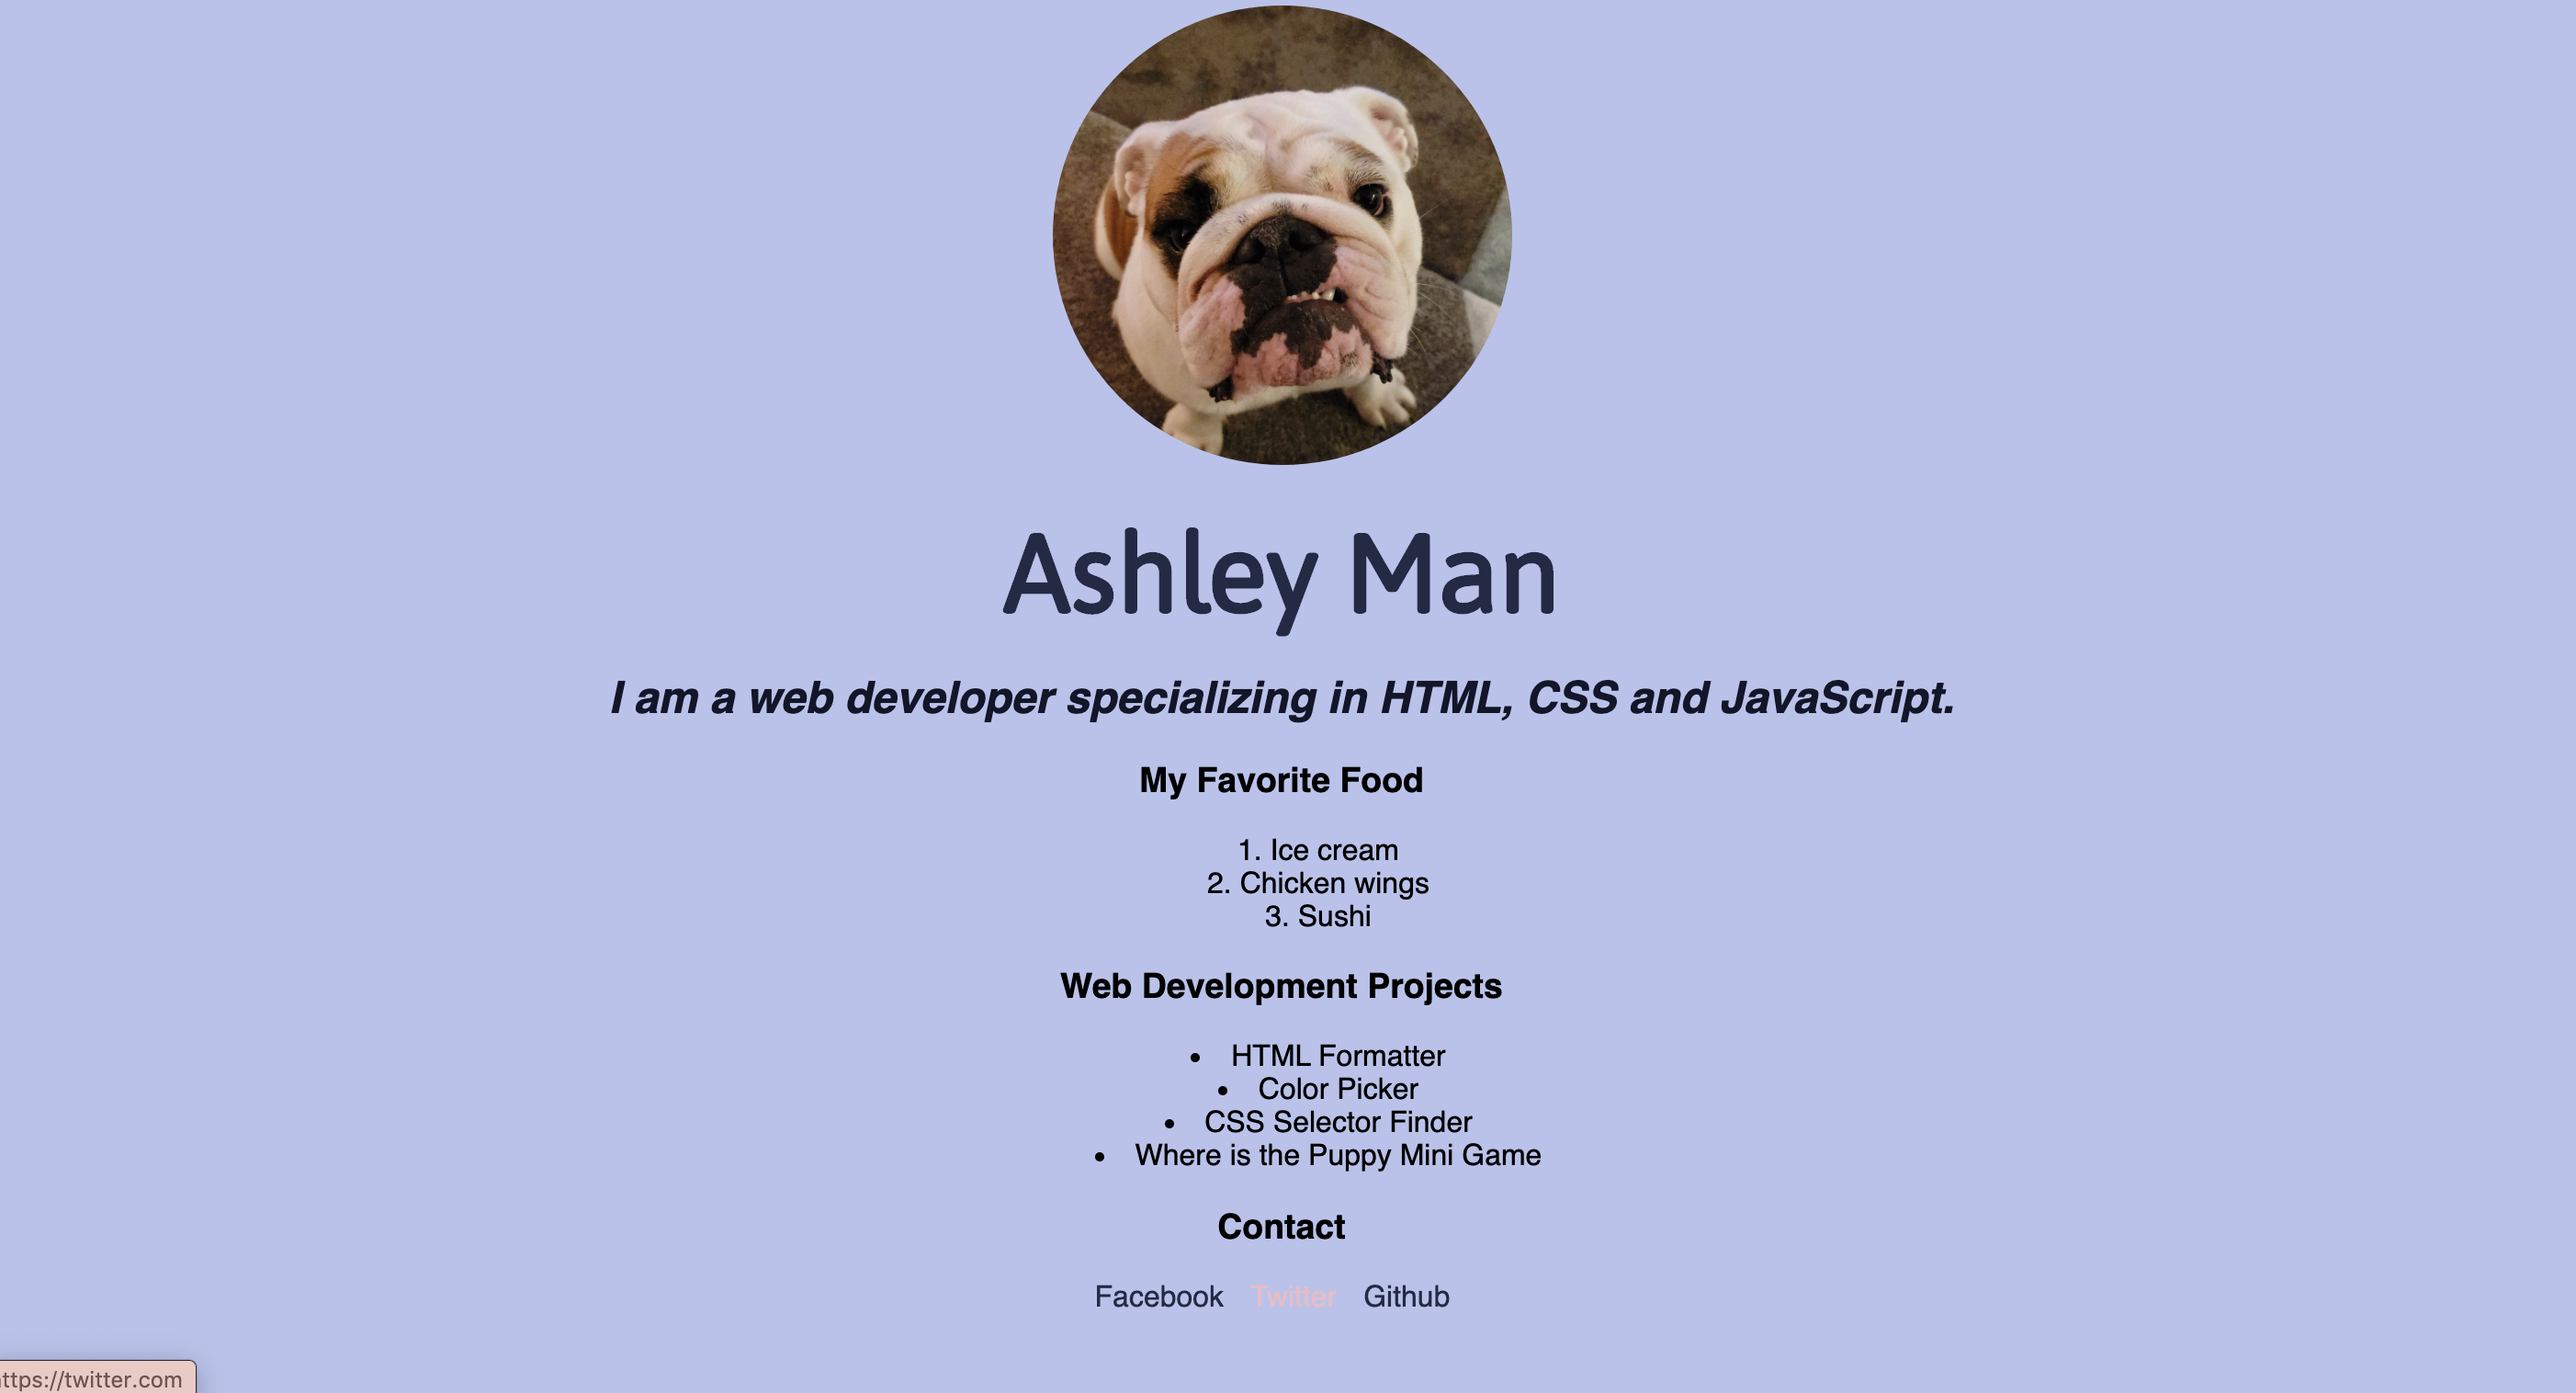 Ashley Man
I am a web developer specializing in HTML, CSS and JavaScript.
My Favorite Food
1. Ice cream
2. Chicken wings
3. Sushi
Web Development Projects
• HTML Formatter
• Color Picker
• CSS Selector Finder
• Where is the Puppy Mini Game
Contact
Facebook Twitter Github
ttps://twitter.com